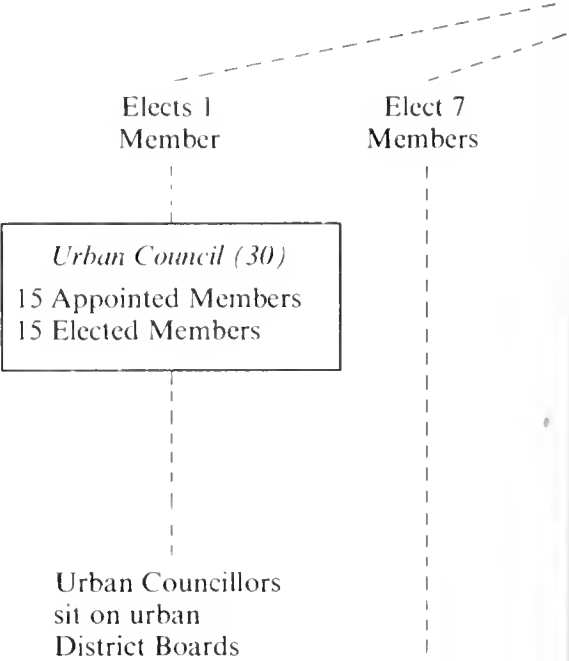 Elects 1
Member
Elect 7
Members
Urban Council (30)
15 Appointed Members
15 Elected Members
Urban Councillors
sit on urban
District Boards